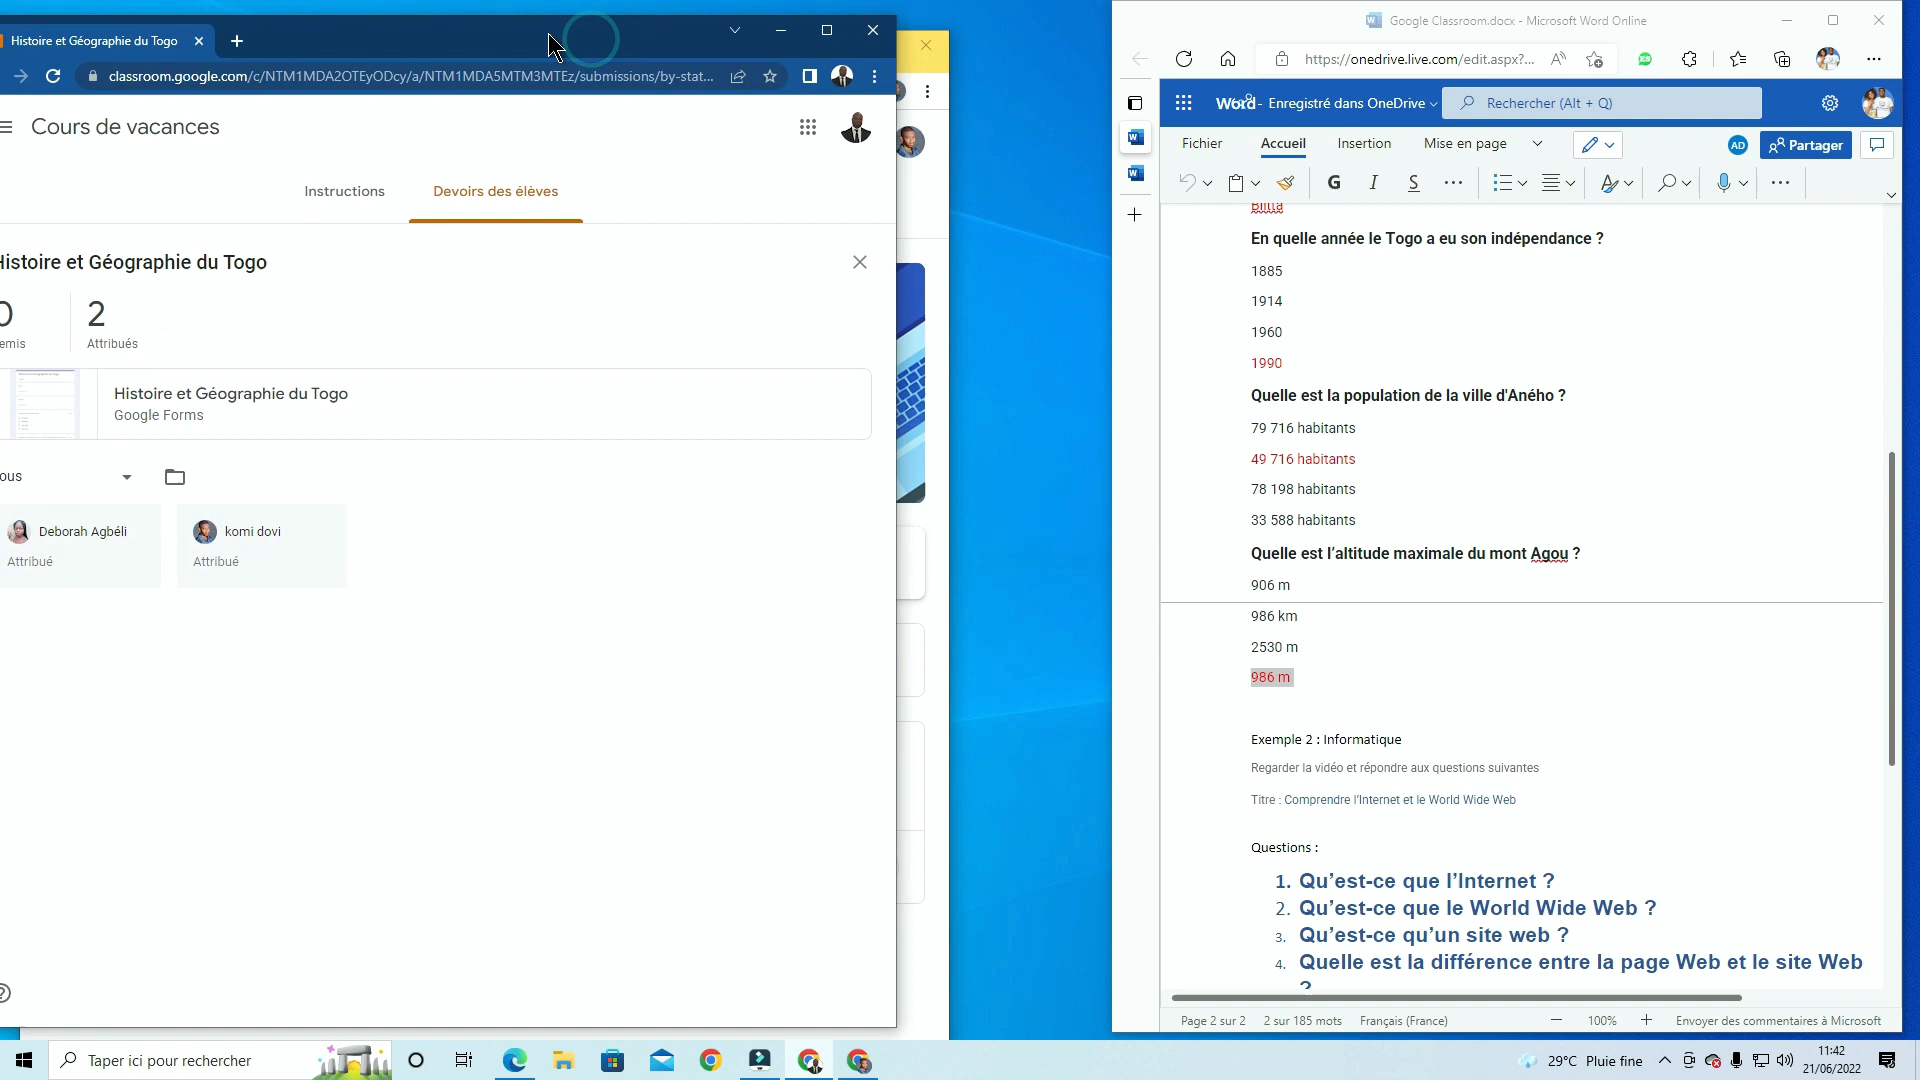 Histoire et Géographie du Togo
classroom.google.com/c/NTM1MDA2OTEyODcy/a/NTM1MDA5MTM3MTEz/submissions/by-stat...
Cours de vacances
Instructions
Devoirs des élèves
Histoire et Géographie du Togo
0
2
emis
Attribués
Histoire et Géographie du Togo
Google Forms
ous
Deborah Agbéli
Attribué
komi dovi
Attribué
Google Classroom.docx - Microsoft Word Online
https://onedrive.live.com/edit.aspx?...
Word - Enregistré dans OneDrive
Rechercher (Alt + Q)
Fichier
Accueil
Insertion
Mise en page
AD
Partager
G
I
S
Blitta
En quelle année le Togo a eu son indépendance ?
1885
1914
1960
1990
Quelle est la population de la ville d'Aného ?
79 716 habitants
49 716 habitants
78 198 habitants
33 588 habitants
Quelle est l’altitude maximale du mont Agou ?
906 m
986 km
2530 m
986 m
Exemple 2 : Informatique
Regarder la vidéo et répondre aux questions suivantes
Titre : Comprendre l’Internet et le World Wide Web
Questions :
1. Qu’est-ce que l’Internet ?
2. Qu’est-ce que le World Wide Web ?
3. Qu’est-ce qu’un site web ?
4. Quelle est la différence entre la page Web et le site Web
?
Page 2 sur 2
2 sur 185 mots
Français (France)
100%
Envoyer des commentaires à Microsoft
Taper ici pour rechercher
29°C Pluie fine
11:42
21/06/2022